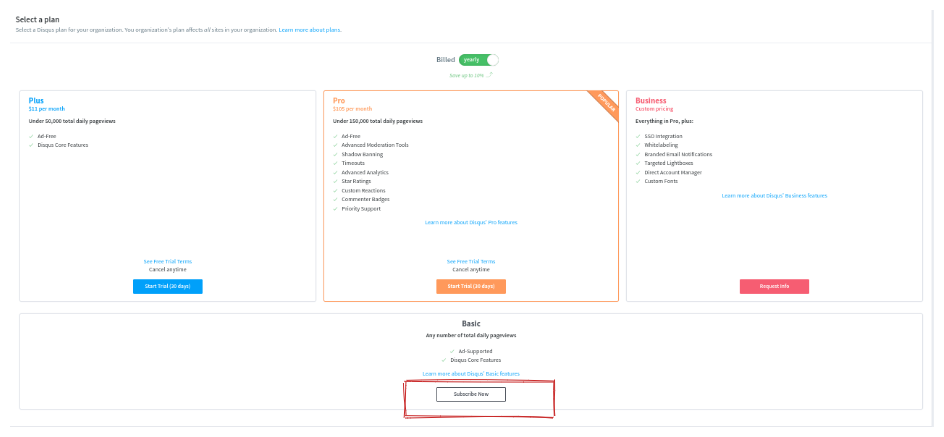 Select a plan
Select a Disqus plan for your organization. You organization's plan affects all sites in your organization. Learn more about plans.
Billed yearly
Save up to 18%
Plus
$11 per month
Under 50,000 total daily pageviews
Ad-Free
Disqus Core Features
See Free Trial Terms
Cancel anytime
Start Trial (30 days)
POPULAR
Pro
$105 per month
Under 150,000 total daily pageviews
Ad-Free
Advanced Moderation Tools
Shadow Banning
Timeouts
Advanced Analytics
Star Ratings
Custom Reactions
Commenter Badges
Priority Support
Learn more about Disqus' Pro features
See Free Trial Terms
Cancel anytime
Start Trial (30 days)
Business
Custom pricing
Everything in Pro, plus:
SSO Integration
Whitelabeling
Branded Email Notifications
Targeted Lightboxes
Direct Account Manager
Custom Fonts
Learn more about Disqus' Business features
Request Info
Basic
Any number of total daily pageviews
Ad-Supported
Disqus Core Features
Learn more about Disqus' Basic features
Subscribe Now